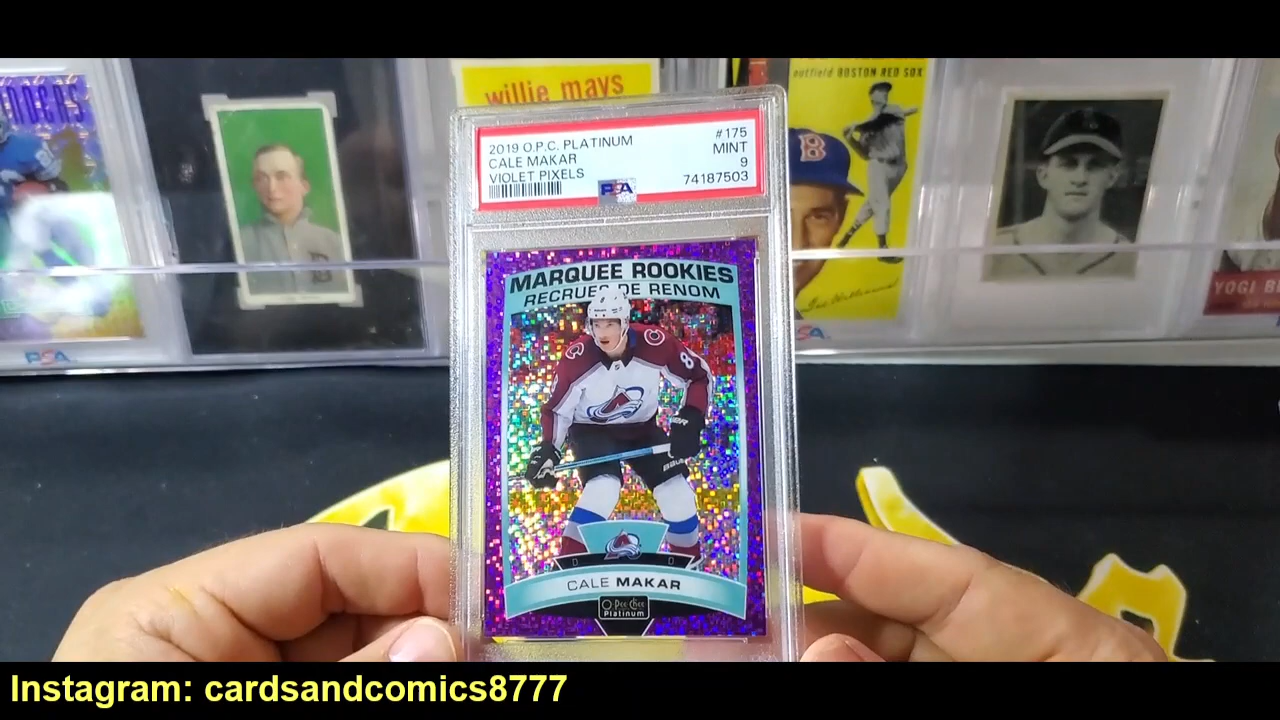 willie mays
outfield BOSTON RED SOX
B
2019 O.P.C. PLATINUM #175
CALE MAKAR MINT
VIOLET PIXELS 9
PSA 74187503
MARQUEE ROOKIES
RECRUES DE RENOM
YOGI
PSA
PSA
CALE MAKAR
O-Pee-Chee
Platinum
Instagram: cardsandcomics8777